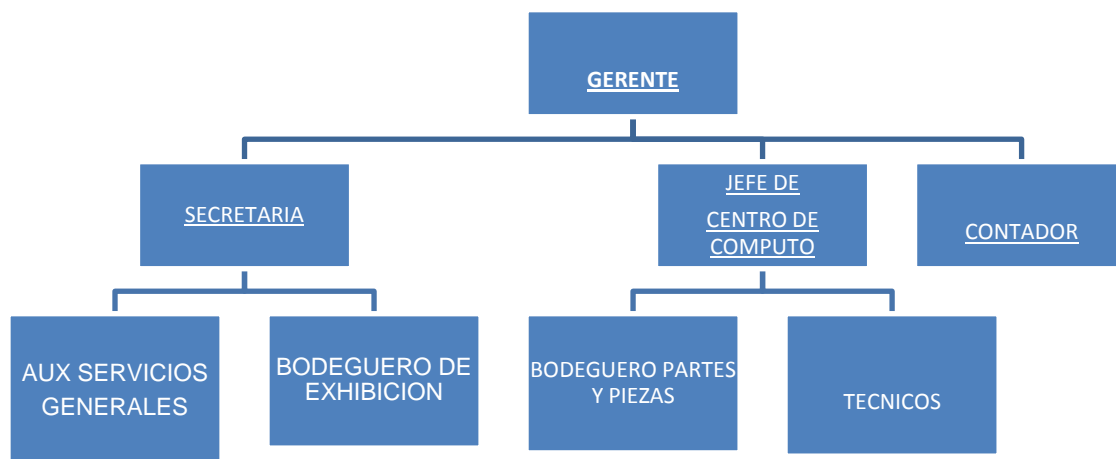 GERENTE
SECRETARIA
JEFE DE
CENTRO DE
COMPUTO
CONTADOR
AUX SERVICIOS
GENERALES
BODEGUERO DE
EXHIBICION
BODEGUERO PARTES
Y PIEZAS
TECNICOS